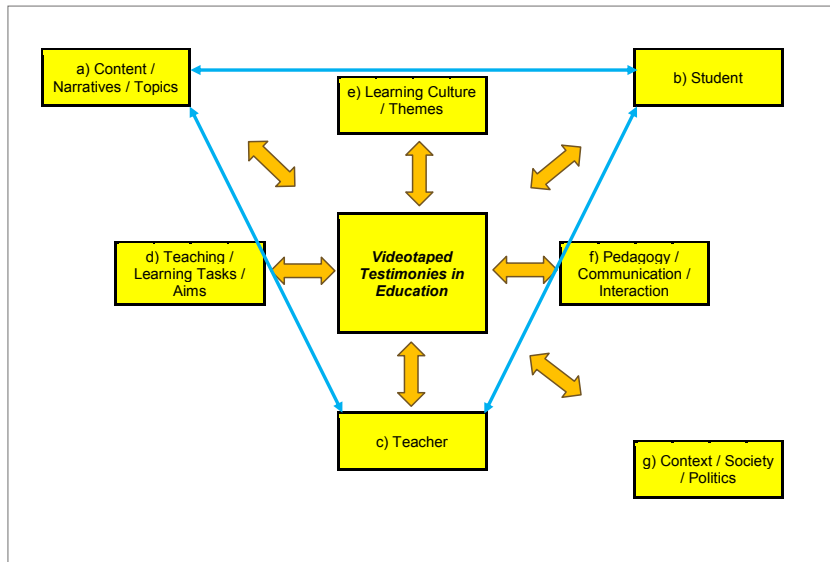 a) Content /
Narratives / Topics
b) Student
e) Learning Culture
/ Themes
d) Teaching /
Learning Tasks /
Aims
Videotaped
Testimonies in
Education
f) Pedagogy /
Communication /
Interaction
c) Teacher
g) Context / Society
/ Politics